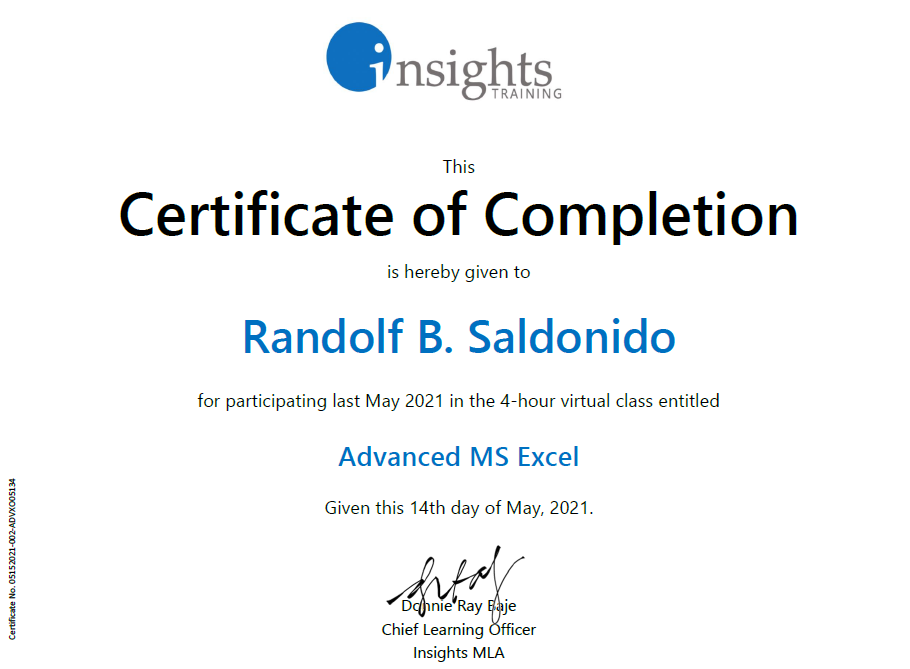 insights
TRAINING
This
Certificate of Completion
is hereby given to
Randolf B. Saldonido
for participating last May 2021 in the 4-hour virtual class entitled
Advanced MS Excel
Given this 14th day of May, 2021.
Donnie Ray Baje
Chief Learning Officer
Insights MLA
Certificate No. 05152021-002-ADVXO05134